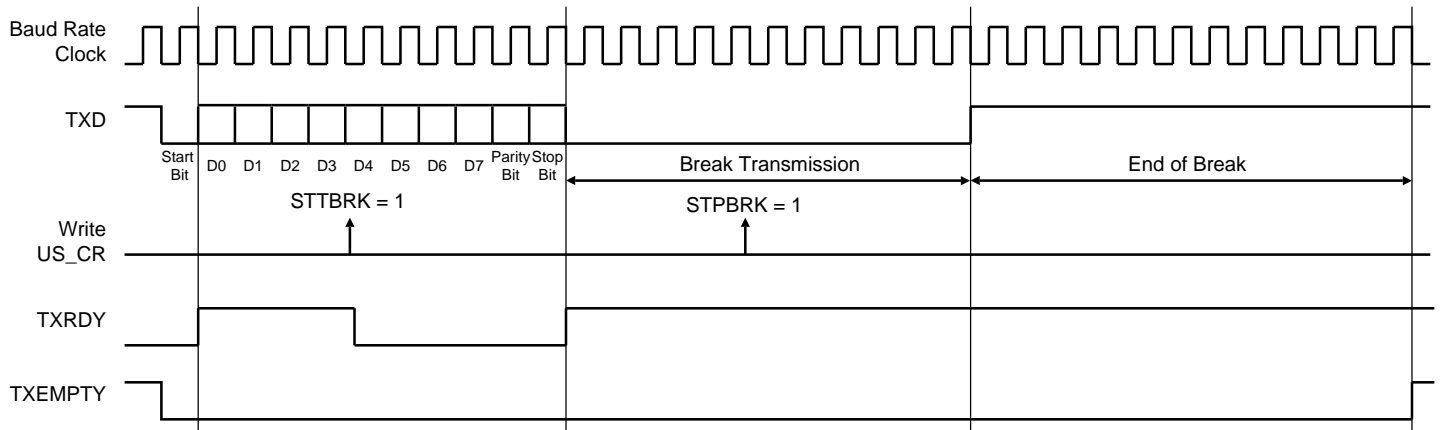 Baud Rate
Clock
TXD
Start
Bit
D0
D1
D2
D3
D4
D5
D6
D7
Parity
Bit
Stop
Bit
Break Transmission
End of Break
STTBRK = 1
STPBRK = 1
Write
US_CR
TXRDY
TXEMPTY